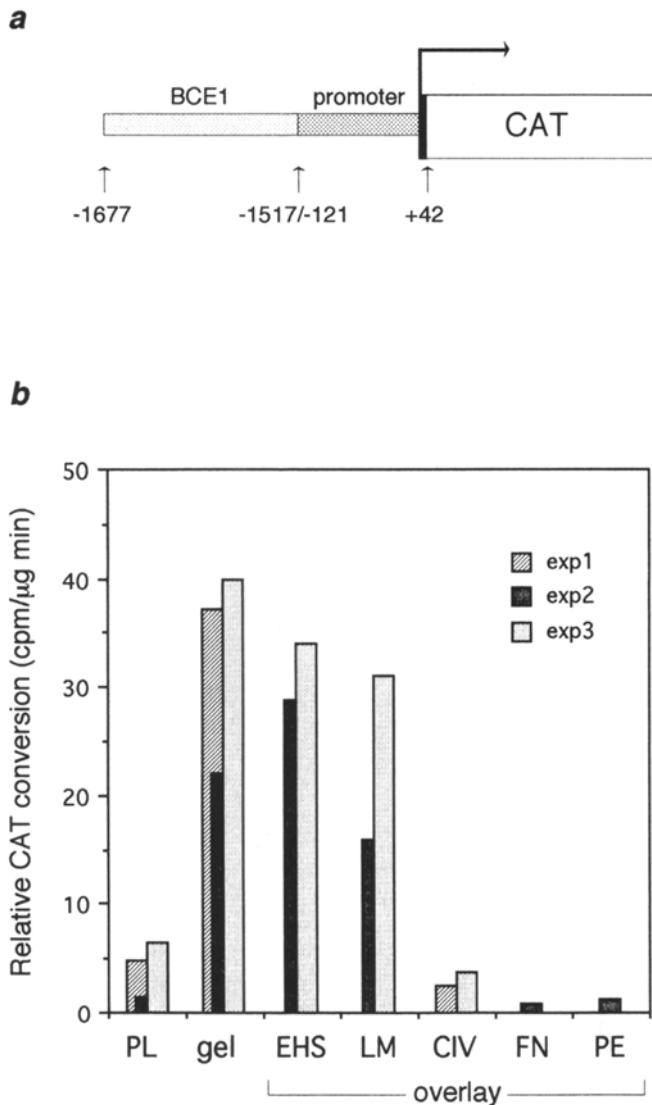 a
BCE1 promoter CAT
-1677 -1517/-121 +42
b
Relative CAT conversion (cpm/µg min)
50
40
30
20
10
0
exp1
exp2
exp3
PL gel EHS LM CIV FN PE
overlay